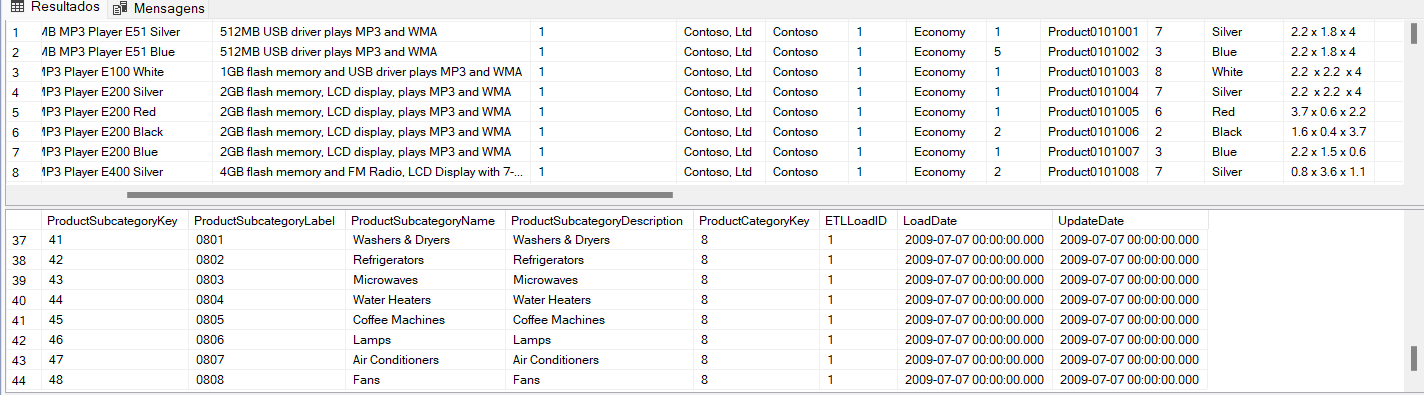 Resultados Mensagens
1 MB MP3 Player E51 Silver 512MB USB driver plays MP3 and WMA 1 Contoso, Ltd Contoso 1 Economy 1 Product0101001 7 Silver 2.2 x 1.8 x 4
2 MB MP3 Player E51 Blue 512MB USB driver plays MP3 and WMA 1 Contoso, Ltd Contoso 1 Economy 5 Product0101002 3 Blue 2.2 x 1.8 x 4
3 MP3 Player E100 White 1GB flash memory and USB driver plays MP3 and WMA 1 Contoso, Ltd Contoso 1 Economy 1 Product0101003 8 White 2.2 x 2.2 x 4
4 MP3 Player E200 Silver 2GB flash memory, LCD display, plays MP3 and WMA 1 Contoso, Ltd Contoso 1 Economy 1 Product0101004 7 Silver 2.2 x 2.2 x 4
5 MP3 Player E200 Red 2GB flash memory, LCD display, plays MP3 and WMA 1 Contoso, Ltd Contoso 1 Economy 1 Product0101005 6 Red 3.7 x 0.6 x 2.2
6 MP3 Player E200 Black 2GB flash memory, LCD display, plays MP3 and WMA 1 Contoso, Ltd Contoso 1 Economy 2 Product0101006 2 Black 1.6 x 0.4 x 3.7
7 MP3 Player E200 Blue 2GB flash memory, LCD display, plays MP3 and WMA 1 Contoso, Ltd Contoso 1 Economy 1 Product0101007 3 Blue 2.2 x 1.5 x 0.6
8 MP3 Player E400 Silver 4GB flash memory and FM Radio, LCD Display with 7-... 1 Contoso, Ltd Contoso 1 Economy 2 Product0101008 7 Silver 0.8 x 3.6 x 1.1
ProductSubcategoryKey ProductSubcategoryLabel ProductSubcategoryName ProductSubcategoryDescription ProductCategoryKey ETLLoadID LoadDate UpdateDate
37 41 0801 Washers & Dryers Washers & Dryers 8 1 2009-07-07 00:00:00.000 2009-07-07 00:00:00.000
38 42 0802 Refrigerators Refrigerators 8 1 2009-07-07 00:00:00.000 2009-07-07 00:00:00.000
39 43 0803 Microwaves Microwaves 8 1 2009-07-07 00:00:00.000 2009-07-07 00:00:00.000
40 44 0804 Water Heaters Water Heaters 8 1 2009-07-07 00:00:00.000 2009-07-07 00:00:00.000
41 45 0805 Coffee Machines Coffee Machines 8 1 2009-07-07 00:00:00.000 2009-07-07 00:00:00.000
42 46 0806 Lamps Lamps 8 1 2009-07-07 00:00:00.000 2009-07-07 00:00:00.000
43 47 0807 Air Conditioners Air Conditioners 8 1 2009-07-07 00:00:00.000 2009-07-07 00:00:00.000
44 48 0808 Fans Fans 8 1 2009-07-07 00:00:00.000 2009-07-07 00:00:00.000